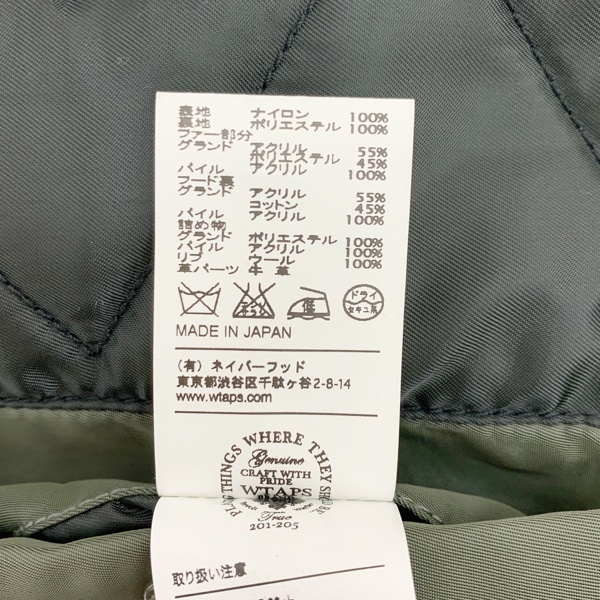 表地 ナイロン 100%
裏地 ポリエステル 100%
ファー部分
グランド アクリル 55%
ポリエステル 45%
パイル アクリル 100%
フード裏
グランド アクリル 55%
コットン 45%
パイル アクリル 100%
詰め物
グランド ポリエステル 100%
パイル アクリル 100%
リブ ウール 100%
革パーツ 牛 革
ドライ
セキユ系
MADE IN JAPAN
(有) ネイバーフッド
東京都渋谷区千駄ヶ谷2-8-14
www.wtaps.com
PLACING THINGS WHERE THEY SHOULD BE
Genuine
CRAFT WITH
PRIDE
WTAPS
True
201-205
取り扱い注意